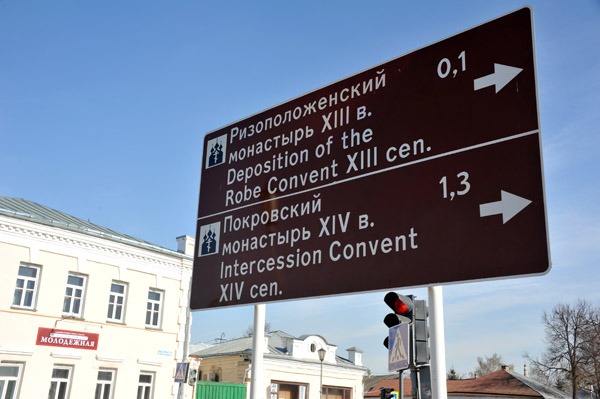 Ризоположенский
монастырь XIII в.
Deposition of the
Robe Convent XIII cen.
0,1
Покровский
монастырь XIV в.
Intercession Convent
XIV cen.
1,3
МОЛОДЕЖНАЯ